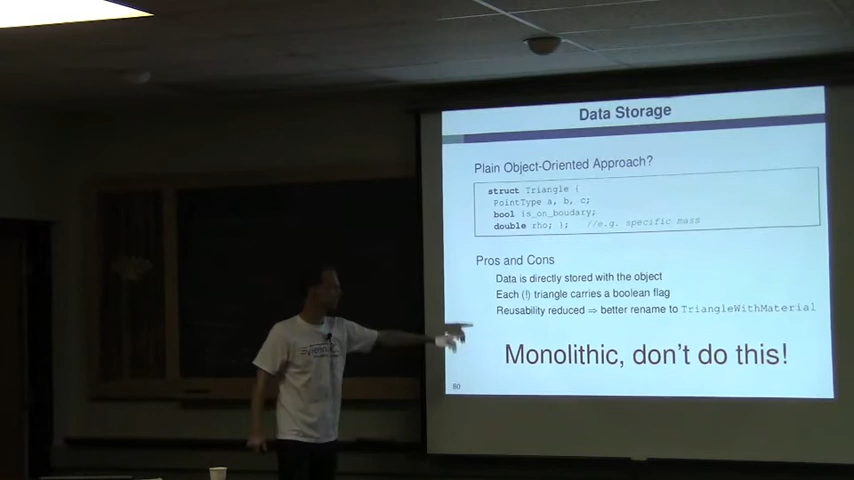 Data Storage
Plain Object-Oriented Approach?
struct Triangle {
PointType a, b, c;
bool is_on_boudary;
double rho; };    //e.g. specific mass
Pros and Cons
Data is directly stored with the object
Each (!) triangle carries a boolean flag
Reusability reduced ⇒ better rename to TriangleWithMaterial
Monolithic, don't do this!
80